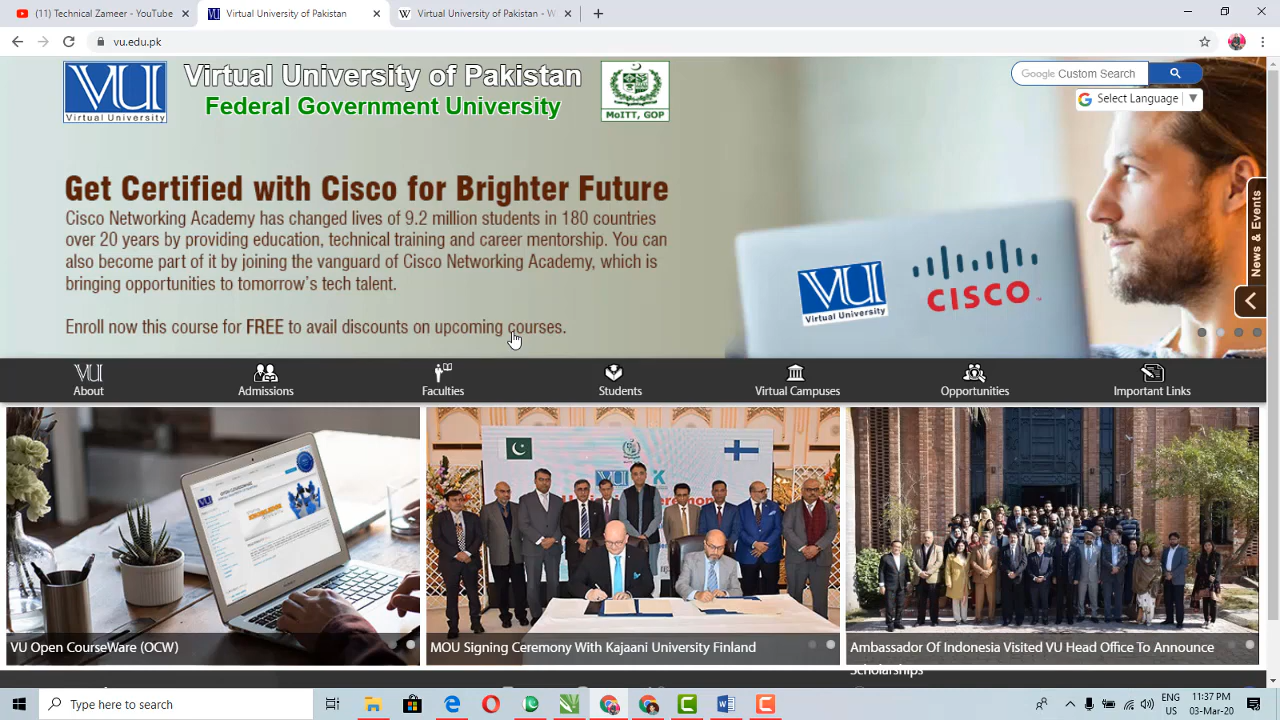 (11) Technical Zameer - YouTube
Virtual University of Pakistan
Virtual University of Pakistan - W
vu.edu.pk
VU
Virtual University
Virtual University of Pakistan
Federal Government University
MoITT, GOP
Google Custom Search
Select Language
Get Certified with Cisco for Brighter Future
Cisco Networking Academy has changed lives of 9.2 million students in 180 countries
over 20 years by providing education, technical training and career mentorship. You can
also become part of it by joining the vanguard of Cisco Networking Academy, which is
bringing opportunities to tomorrow's tech talent.
Enroll now this course for FREE to avail discounts on upcoming courses.
VU
Virtual University
CISCO
News & Events
VU
About
Admissions
Faculties
Students
Virtual Campuses
Opportunities
Important Links
VU Open CourseWare (OCW)
MOU Signing Ceremony With Kajaani University Finland
Ambassador Of Indonesia Visited VU Head Office To Announce
Scholarships
Type here to search
ENG
US
11:37 PM
03-Mar-20